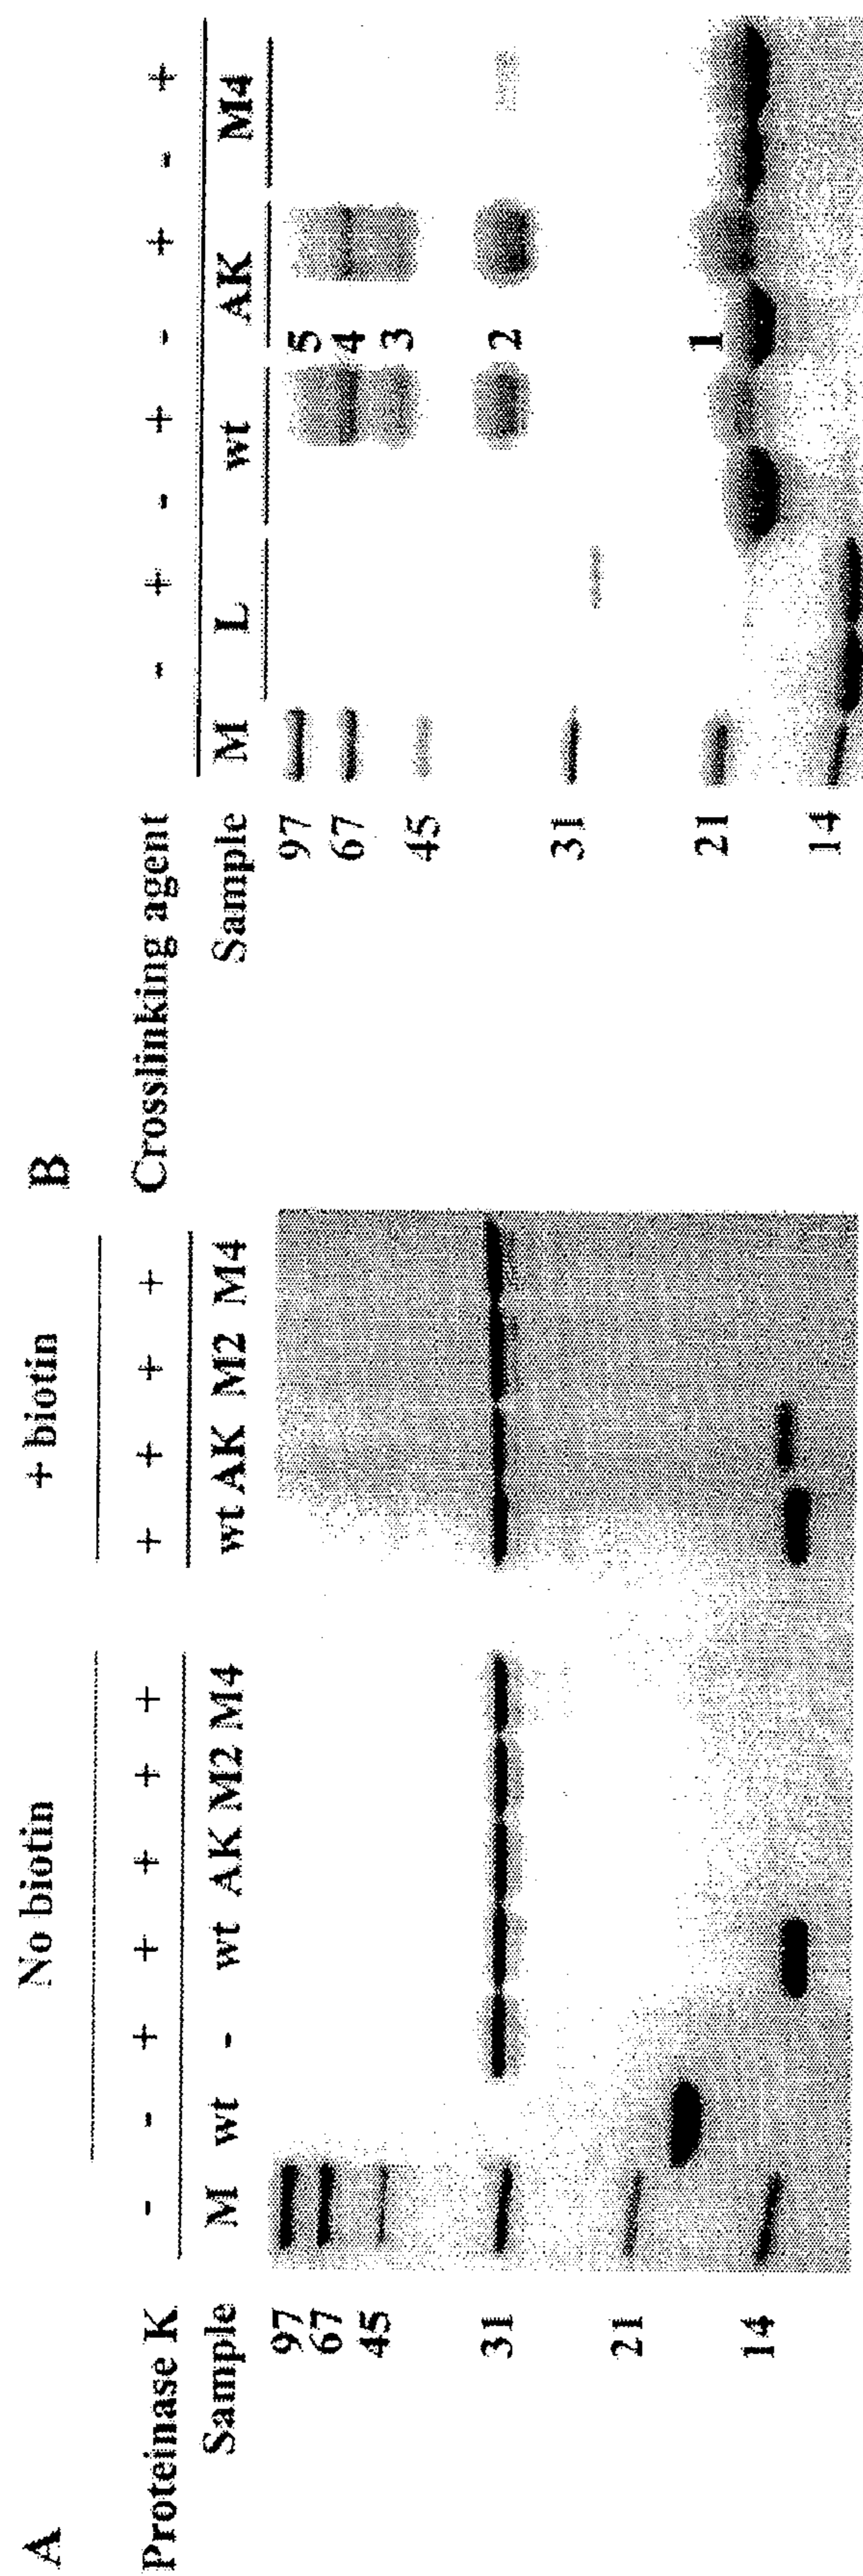 A
No biotin
+ biotin
Proteinase K - - + + + + + + + + +
Sample M wt - wt AK M2 M4 wt AK M2 M4
97
67
45
31
21
14
B
Crosslinking agent - + - + - + - +
Sample M L wt AK M4
97
67
45
31
21
14
5
4
3
2
1